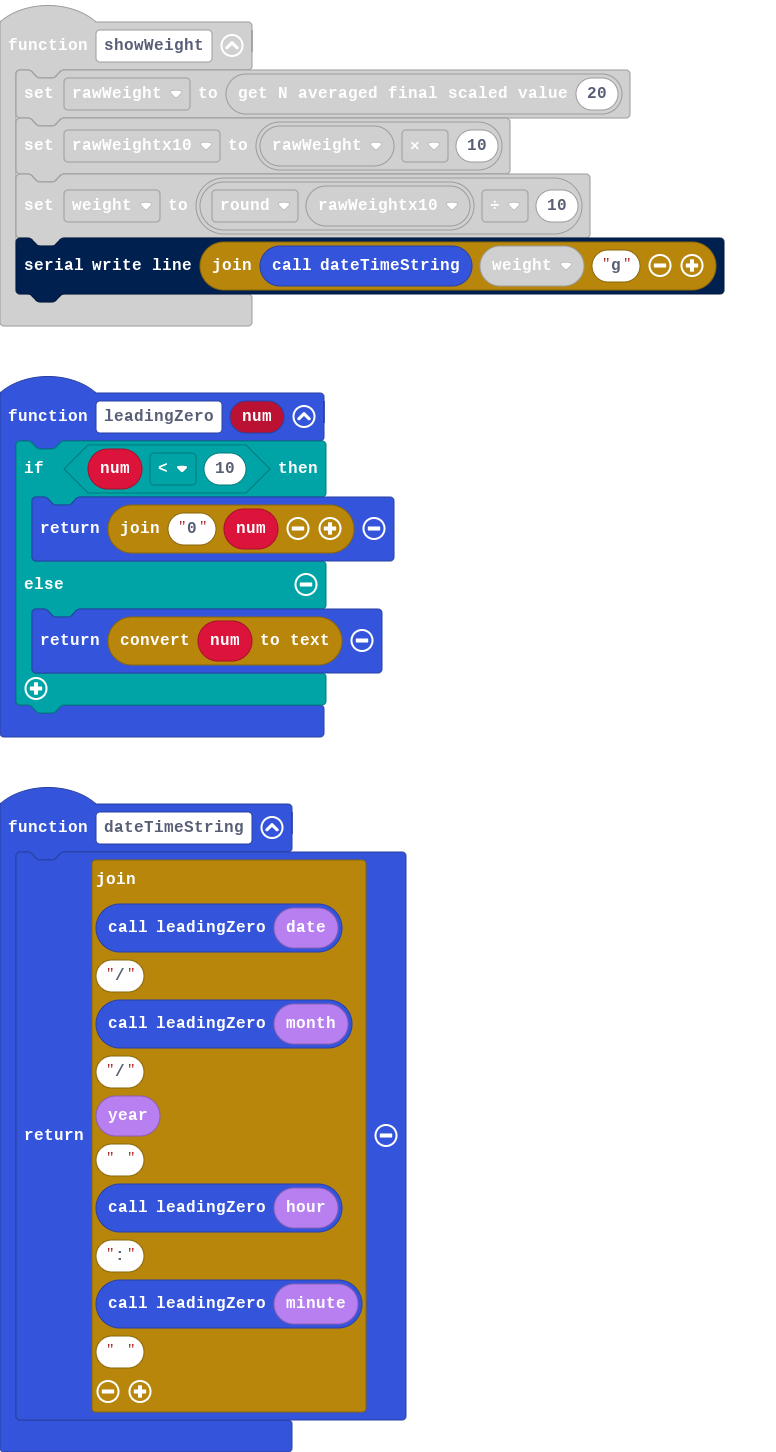 function showWeight
set rawWeight to get N averaged final scaled value 20
set rawWeightx10 to rawWeight × 10
set weight to round rawWeightx10 ÷ 10
serial write line join call dateTimeString weight "g"
function leadingZero num
if num < 10 then
return join "0" num
else
return convert num to text
function dateTimeString
join
call leadingZero date
"/"
call leadingZero month
"/"
return
year
" "
call leadingZero hour
":"
call leadingZero minute
" "